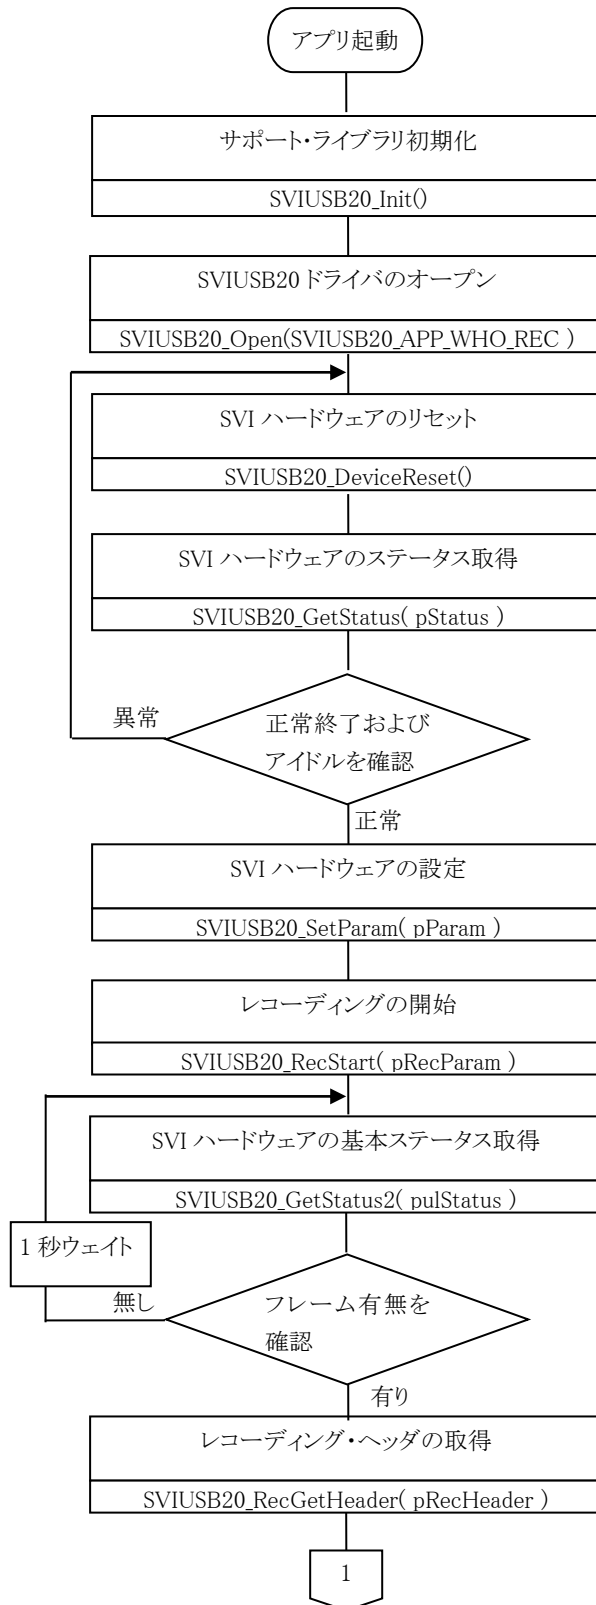 アプリ起動
サポート・ライブラリ初期化
SVIUSB20_Init()
SVIUSB20 ドライバのオープン
SVIUSB20_Open(SVIUSB20_APP_WHO_REC )
SVI ハードウェアのリセット
SVIUSB20_DeviceReset()
SVI ハードウェアのステータス取得
SVIUSB20_GetStatus( pStatus )
異常
正常終了および
アイドルを確認
正常
SVI ハードウェアの設定
SVIUSB20_SetParam( pParam )
レコーディングの開始
SVIUSB20_RecStart( pRecParam )
SVI ハードウェアの基本ステータス取得
SVIUSB20_GetStatus2( pulStatus )
1 秒ウェイト
無し
フレーム有無を
確認
有り
レコーディング・ヘッダの取得
SVIUSB20_RecGetHeader( pRecHeader )
1